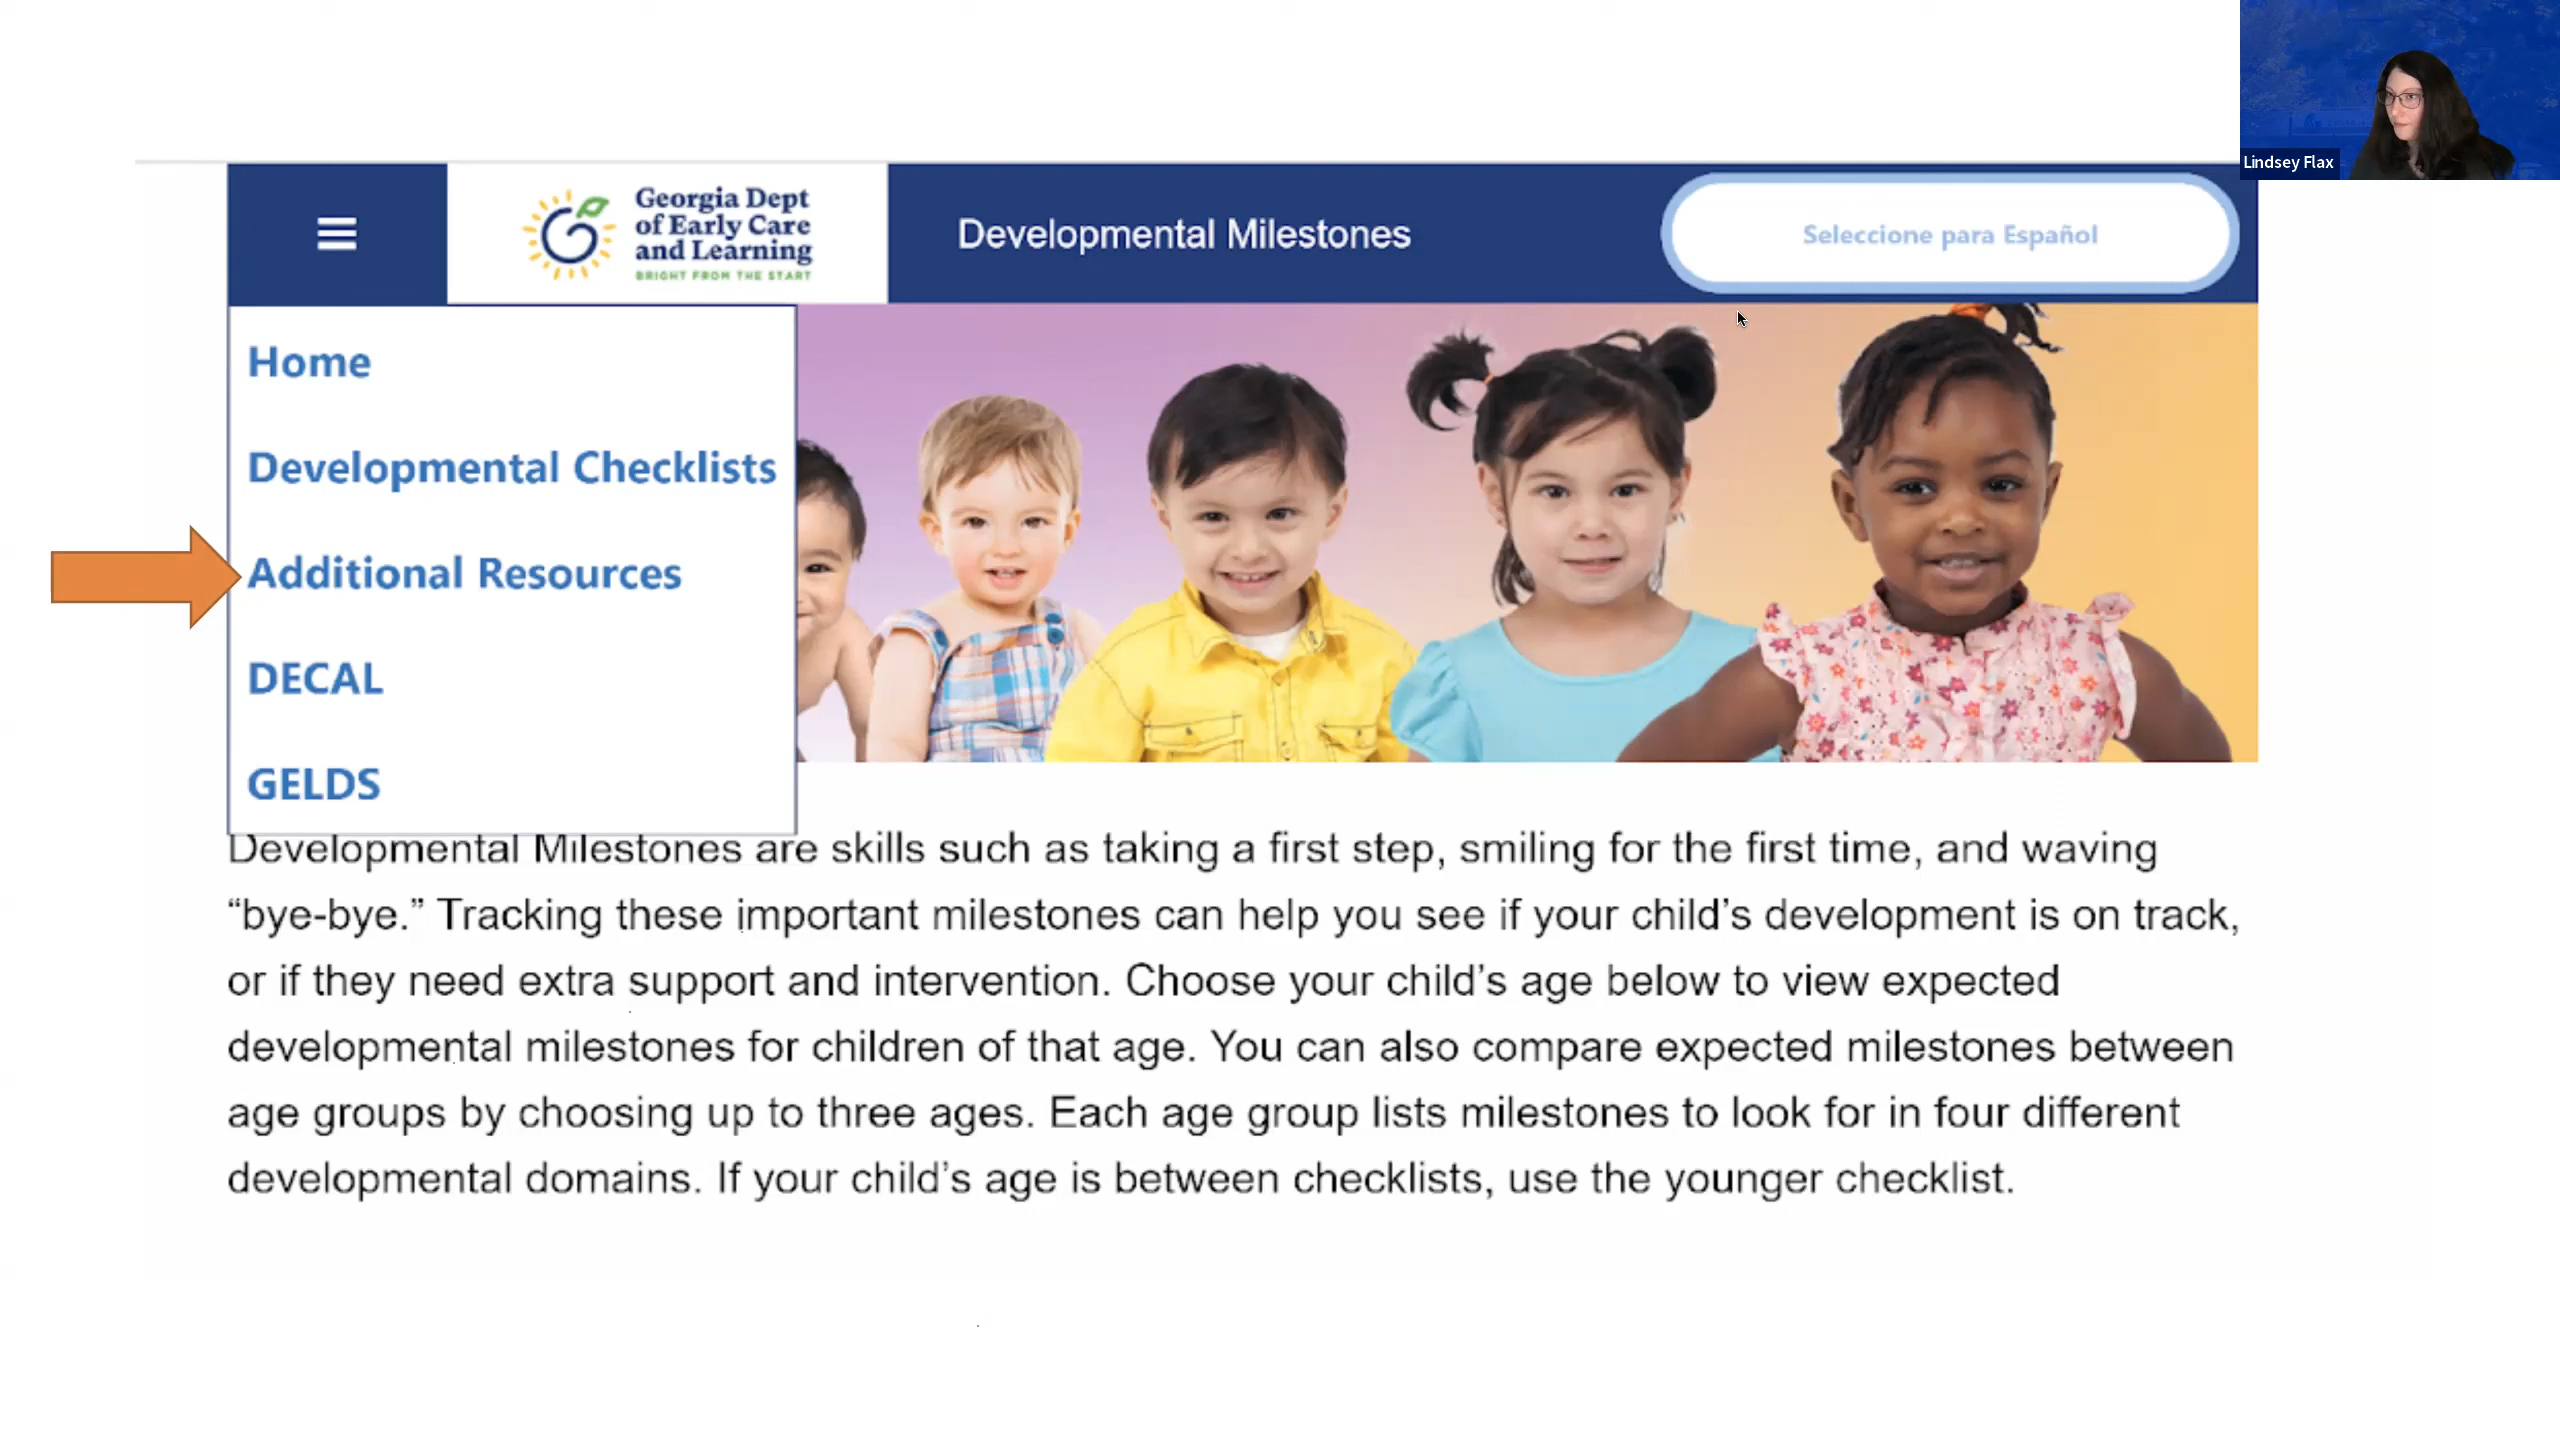 Lindsey Flax
Georgia Dept
of Early Care
and Learning
BRIGHT FROM THE START
Developmental Milestones
Seleccione para Español
Home
Developmental Checklists
Additional Resources
DECAL
GELDS
Developmental Milestones are skills such as taking a first step, smiling for the first time, and waving
“bye-bye.” Tracking these important milestones can help you see if your child’s development is on track,
or if they need extra support and intervention. Choose your child’s age below to view expected
developmental milestones for children of that age. You can also compare expected milestones between
age groups by choosing up to three ages. Each age group lists milestones to look for in four different
developmental domains. If your child’s age is between checklists, use the younger checklist.